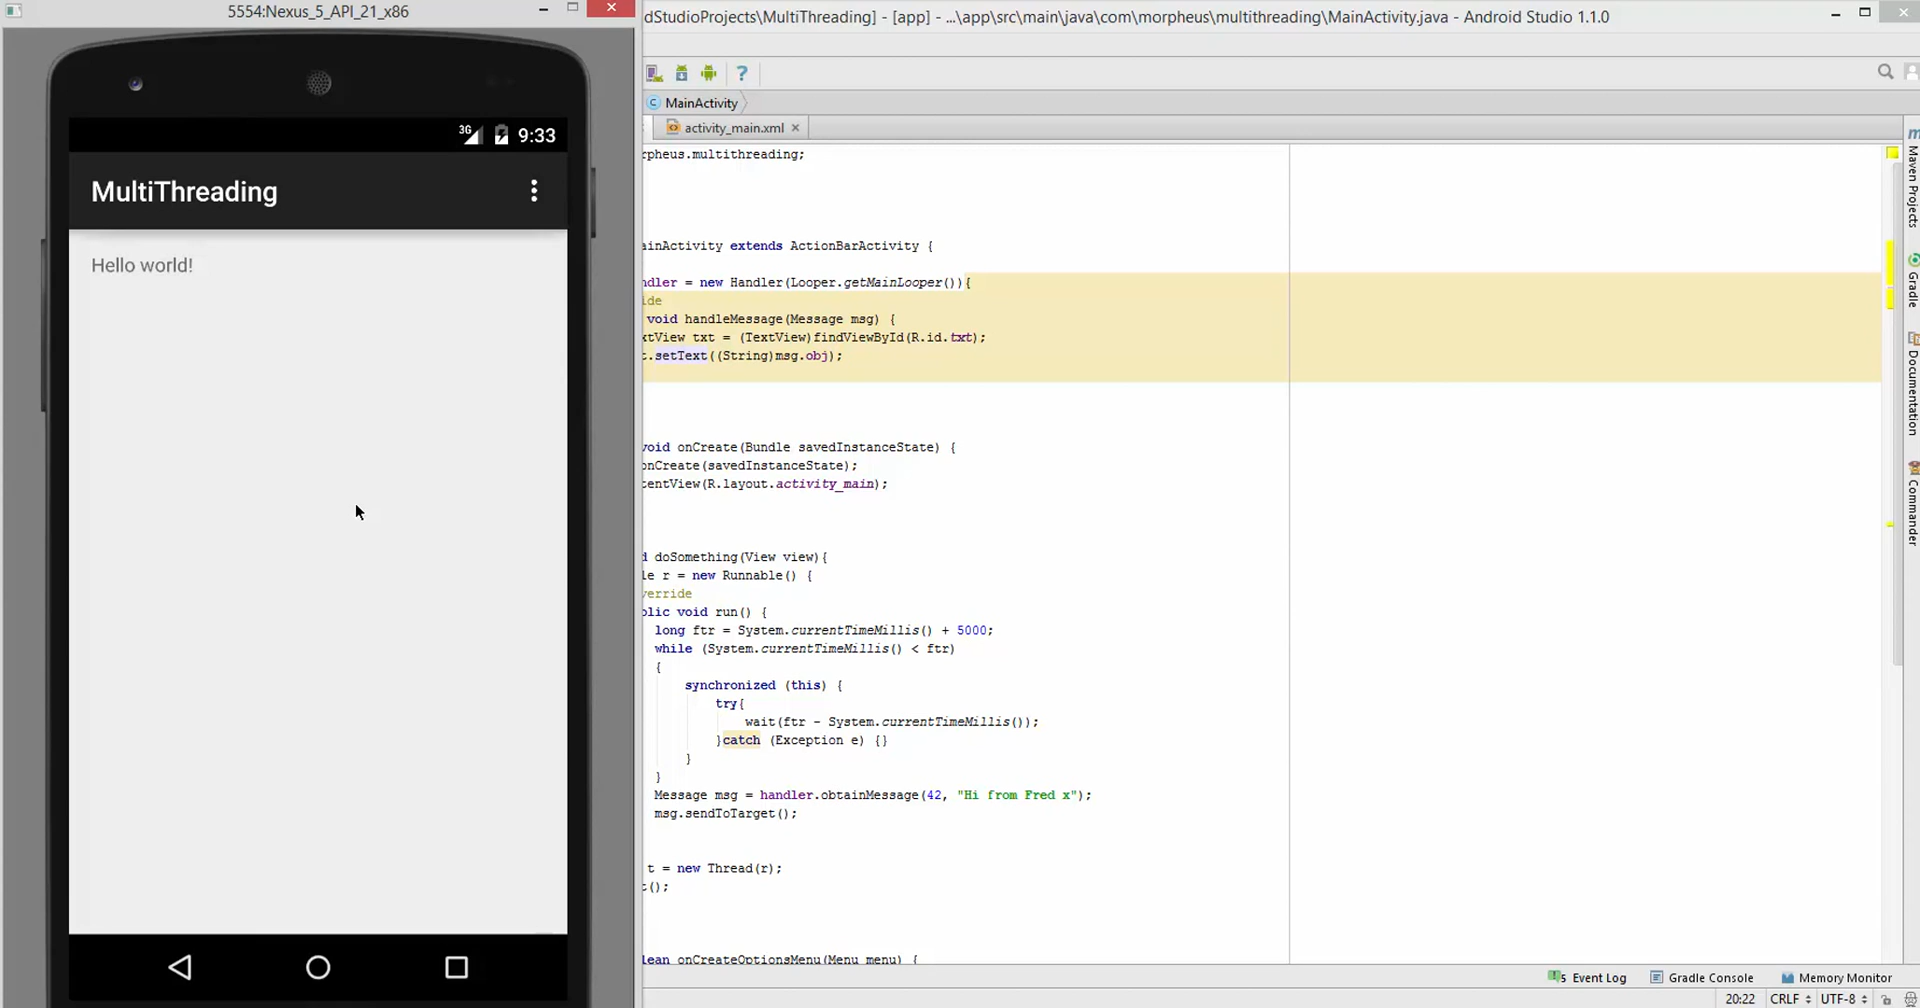 5554:Nexus_5_API_21_x86
3G 9:33
MultiThreading
Hello world!
dStudioProjects\MultiThreading] - [app] - ...\app\src\main\java\com\morpheus\multithreading\MainActivity.java - Android Studio 1.1.0
?
MainActivity
activity_main.xml
rpheus.multithreading;
ainActivity extends ActionBarActivity {
ndler = new Handler(Looper.getMainLooper()){
ide
void handleMessage(Message msg) {
xtView txt = (TextView)findViewById(R.id.txt);
t.setText((String)msg.obj);
void onCreate(Bundle savedInstanceState) {
onCreate(savedInstanceState);
tentView(R.layout.activity_main);
d doSomething(View view){
le r = new Runnable() {
verride
blic void run() {
long ftr = System.currentTimeMillis() + 5000;
while (System.currentTimeMillis() < ftr)
{
synchronized (this) {
try{
wait(ftr - System.currentTimeMillis());
}catch (Exception e) {}
}
}
Message msg = handler.obtainMessage(42, "Hi from Fred x");
msg.sendToTarget();
t = new Thread(r);
t();
lean onCreateOptionsMenu(Menu menu) {
Maven Projects
Gradle
Documentation
Commander
5 Event Log
Gradle Console
Memory Monitor
20:22 CRLF UTF-8